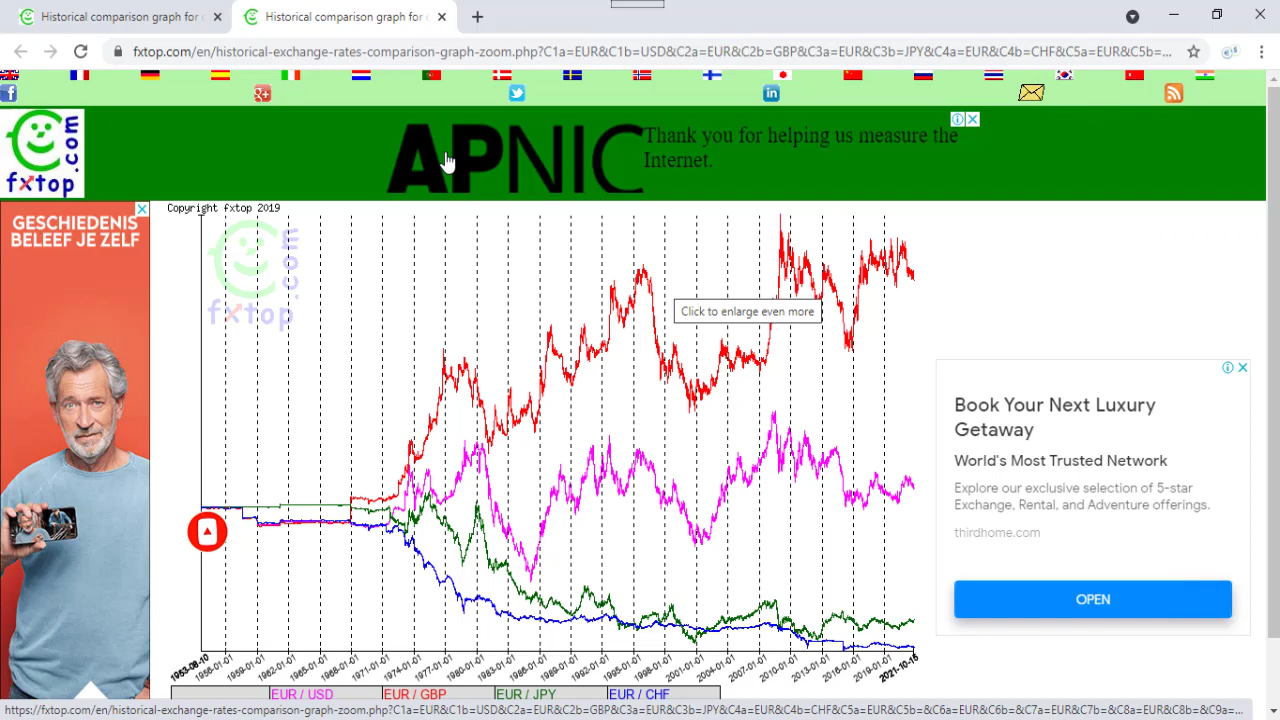 Historical comparison graph for
Historical comparison graph for
fxtop.com/en/historical-exchange-rates-comparison-graph-zoom.php?C1a=EUR&C1b=USD&C2a=EUR&C2b=GBP&C3a=EUR&C3b=JPY&C4a=EUR&C4b=CHF&C5a=EUR&C5b=...
fxtop.com
APNIC
Thank you for helping us measure the
Internet.
GESCHIEDENIS
BELEEF JE ZELF
Copyright fxtop 2019
fxtop.com
Click to enlarge even more
Book Your Next Luxury
Getaway
World's Most Trusted Network
Explore our exclusive selection of 5-star
Exchange, Rental, and Adventure offerings.
thirdhome.com
OPEN
1953-08-10 1956-01-01 1959-01-01 1962-01-01 1965-01-01 1968-01-01 1971-01-01 1974-01-01 1977-01-01 1980-01-01 1983-01-01 1986-01-01 1989-01-01 1992-01-01 1995-01-01 1998-01-01 2001-01-01 2004-01-01 2007-01-01 2010-01-01 2013-01-01 2016-01-01 2019-01-01 2021-10-15
EUR / USD EUR / GBP EUR / JPY EUR / CHF
https://fxtop.com/en/historical-exchange-rates-comparison-graph-zoom.php?C1a=EUR&C1b=USD&C2a=EUR&C2b=GBP&C3a=EUR&C3b=JPY&C4a=EUR&C4b=CHF&C5a=EUR&C5b=&C6a=EUR&C6b=&C7a=EUR&C7b=&C8a=EUR&C8b=&C9a=...